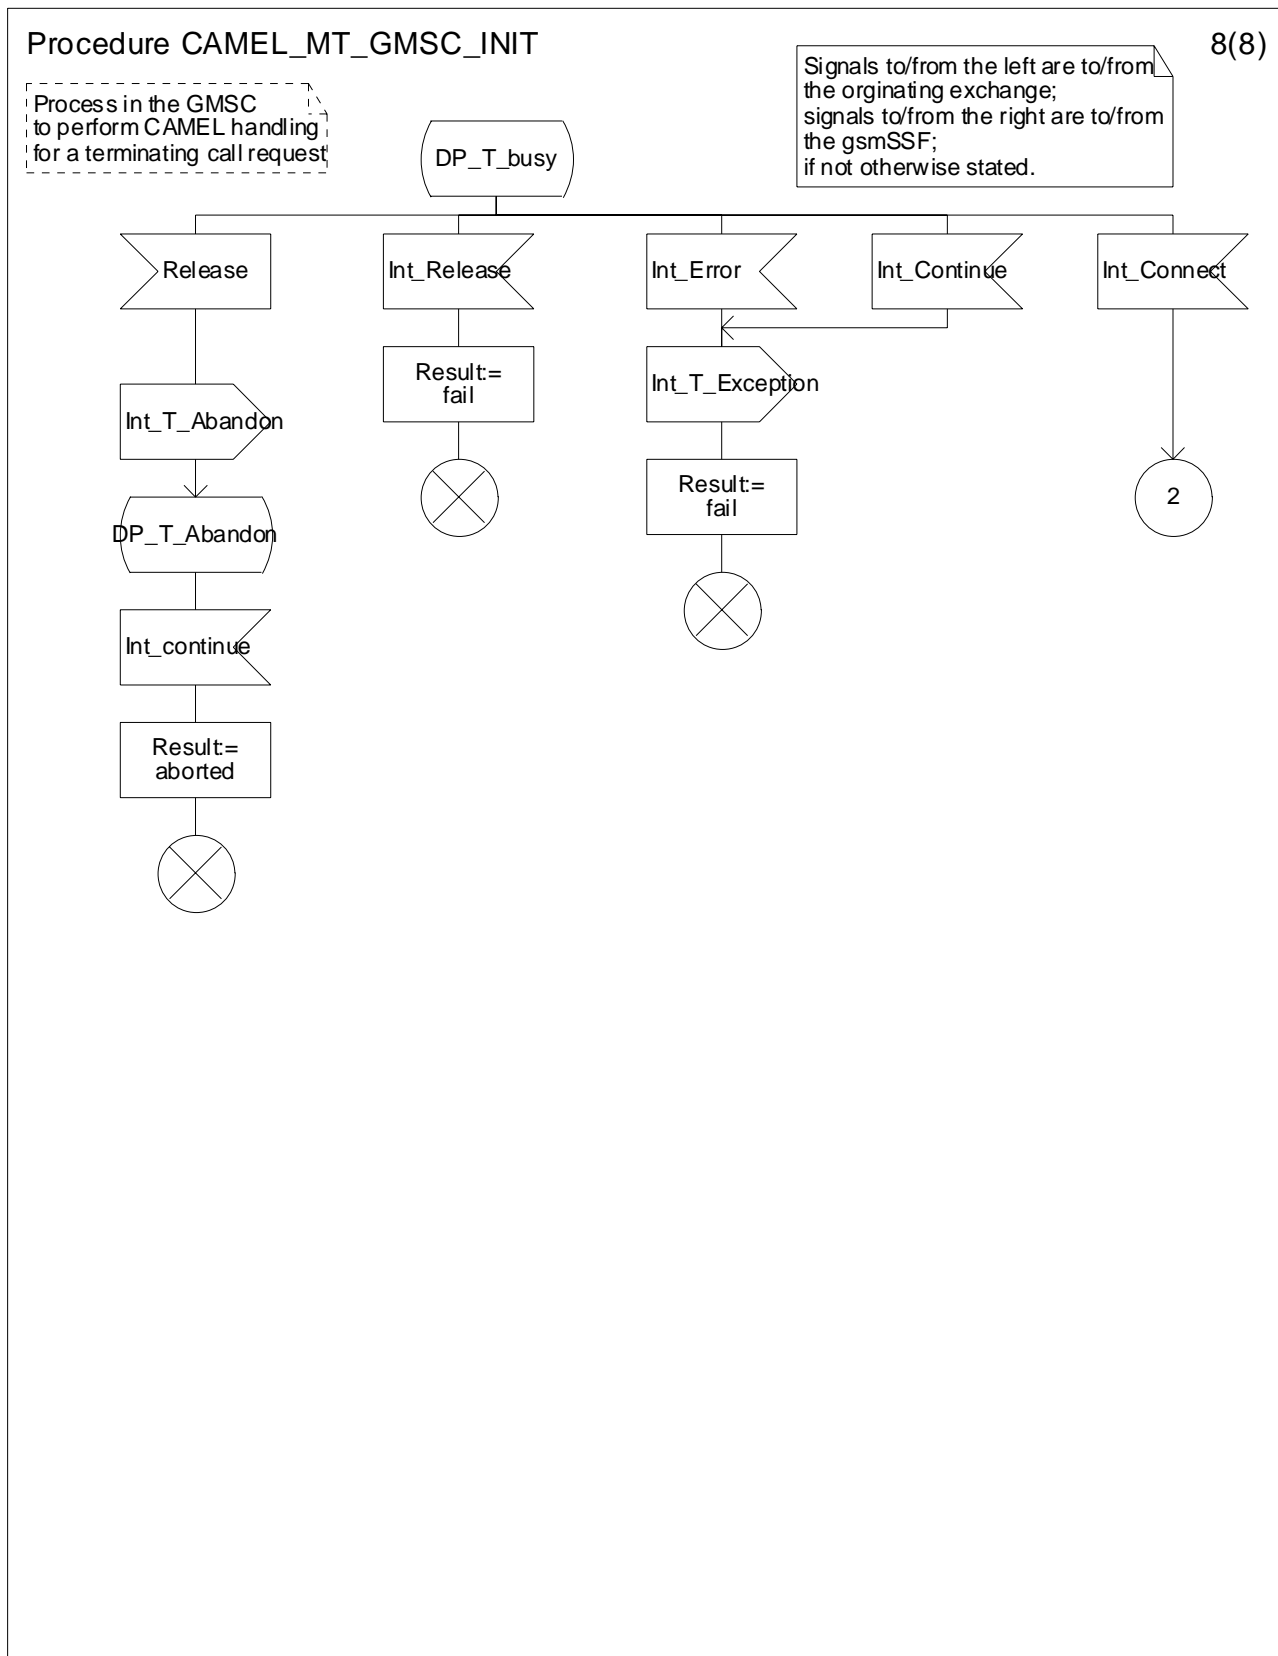 Procedure CAMEL_MT_GMSC_INIT
8(8)
Process in the GMSC
to perform CAMEL handling
for a terminating call request
Signals to/from the left are to/from
the orginating exchange;
signals to/from the right are to/from
the gsmSSF;
if not otherwise stated.
DP_T_busy
Release
Int_Release
Int_Error
Int_Continue
Int_Connect
Result:=
fail
Int_T_Exception
Int_T_Abandon
Result:=
fail
2
DP_T_Abandon
Int_continue
Result:=
aborted